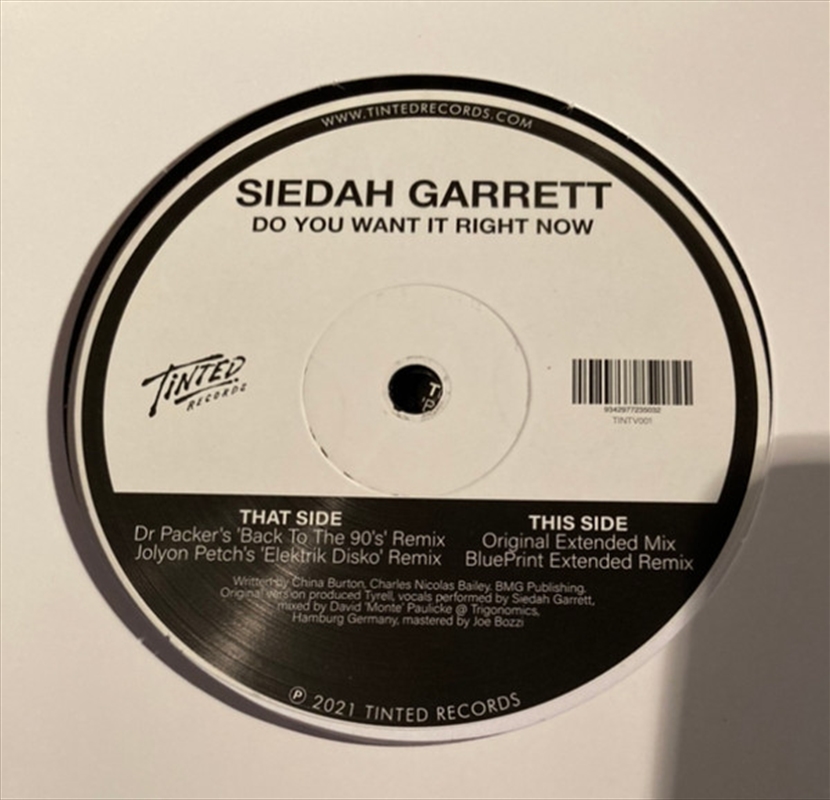 WWW.TINTEDRECORDS.COM
SIEDAH GARRETT
DO YOU WANT IT RIGHT NOW
TINTED
RECORDS
9342977235032
TINTV001
T
'P
THAT SIDE
Dr Packer's 'Back To The 90's' Remix
Jolyon Petch's 'Elektrik Disko' Remix
THIS SIDE
Original Extended Mix
BluePrint Extended Remix
Written by China Burton, Charles Nicolas Bailey. BMG Publishing.
Original version produced Tyrell, vocals performed by Siedah Garrett,
mixed by David 'Monte' Paulicke @ Trigonomics,
Hamburg Germany, mastered by Joe Bozzi
Ⓟ 2021 TINTED RECORDS